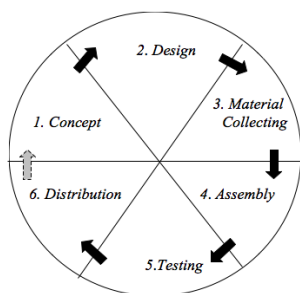 2. Design
3. Material
Collecting
1. Concept
6. Distribution
4. Assembly
5.Testing